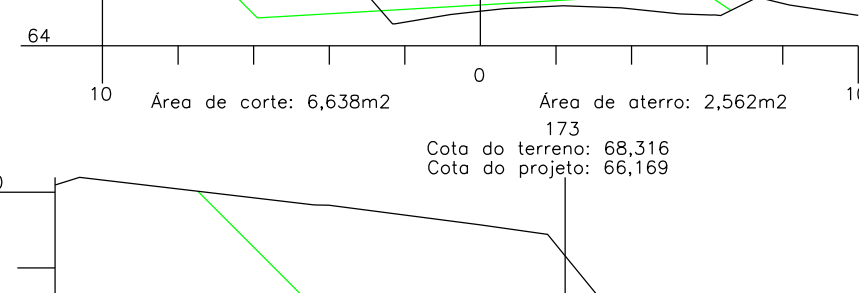 64
10 0 10
Área de corte: 6,638m2 Área de aterro: 2,562m2
173
Cota do terreno: 68,316
Cota do projeto: 66,169